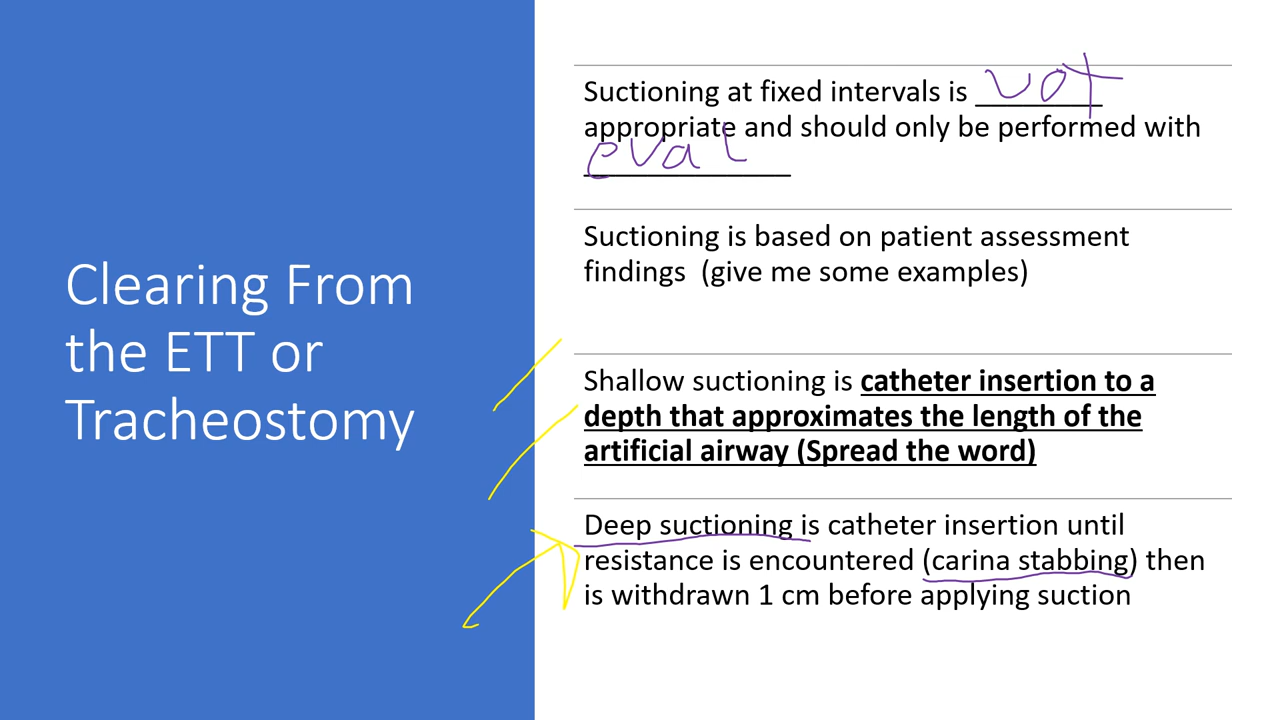 Clearing From
the ETT or
Tracheostomy
Suctioning at fixed intervals is not
appropriate and should only be performed with
eval
Suctioning is based on patient assessment
findings (give me some examples)
Shallow suctioning is catheter insertion to a
depth that approximates the length of the
artificial airway (Spread the word)
Deep suctioning is catheter insertion until
resistance is encountered (carina stabbing) then
is withdrawn 1 cm before applying suction